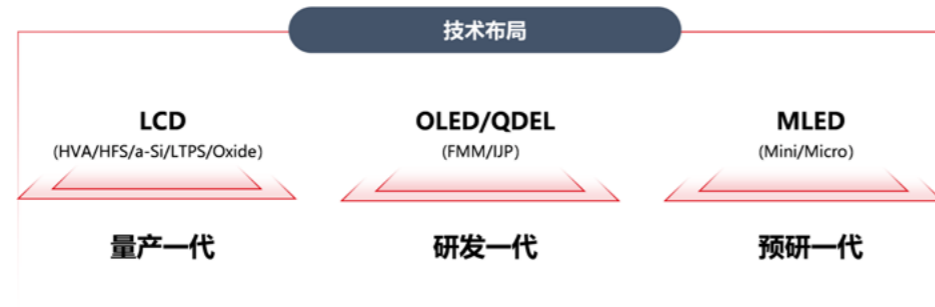 技术布局
LCD
(HVA/HFS/a-Si/LTPS/Oxide)
量产一代
OLED/QDEL
(FMM/IJP)
研发一代
MLED
(Mini/Micro)
预研一代